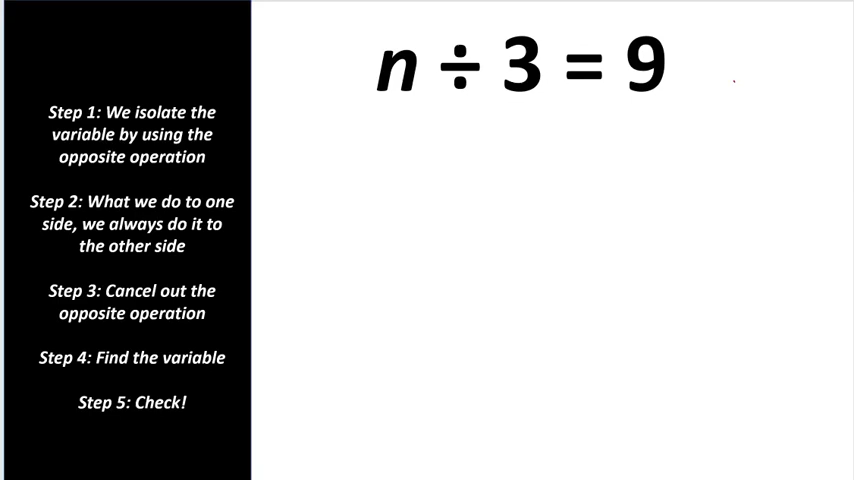 n ÷ 3 = 9
Step 1: We isolate the
variable by using the
opposite operation
Step 2: What we do to one
side, we always do it to
the other side
Step 3: Cancel out the
opposite operation
Step 4: Find the variable
Step 5: Check!